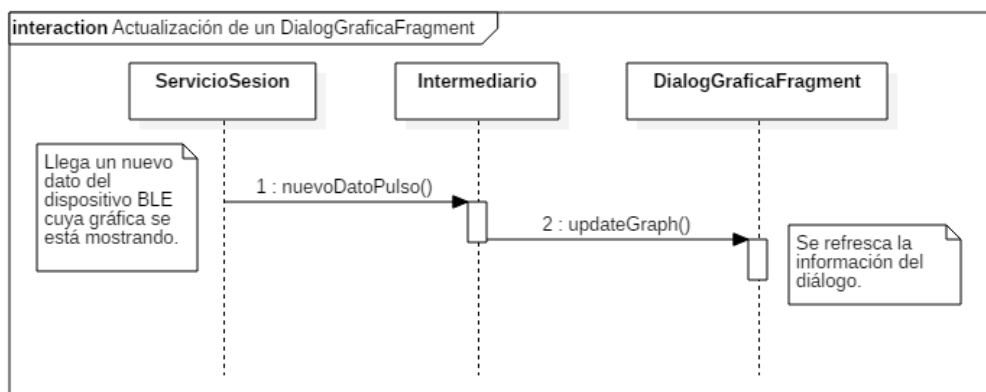 interaction Actualización de un DialogGraficaFragment
ServicioSesion
Intermediario
DialogGraficaFragment
Llega un nuevo
dato del
dispositivo BLE
cuya gráfica se
está mostrando.
1 : nuevoDatoPulso()
2 : updateGraph()
Se refresca la
información del
diálogo.